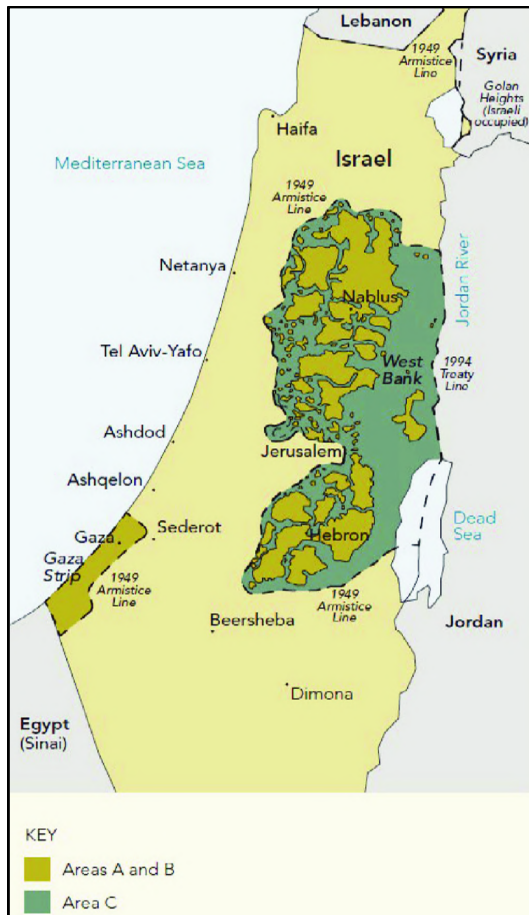 Lebanon
1949
Armistice
Line
Syria
Golan
Heights
(Israeli
occupied)
Haifa
Israel
Mediterranean Sea
1949
Armistice
Line
Netanya
Nablus
Jordan River
Tel Aviv-Yafo
West
Bank
1994
Treaty
Line
Ashdod
Jerusalem
Ashqelon
Gaza
Sederot
Hebron
Dead
Sea
Gaza
Strip
1949
Armistice
Line
1949
Armistice
Line
Beersheba
Jordan
Dimona
Egypt
(Sinai)
KEY
Areas A and B
Area C